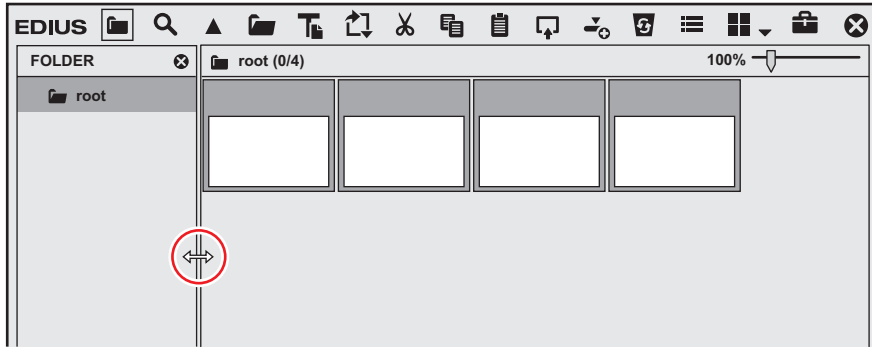 EDIUS
FOLDER
root (0/4)
100%
root